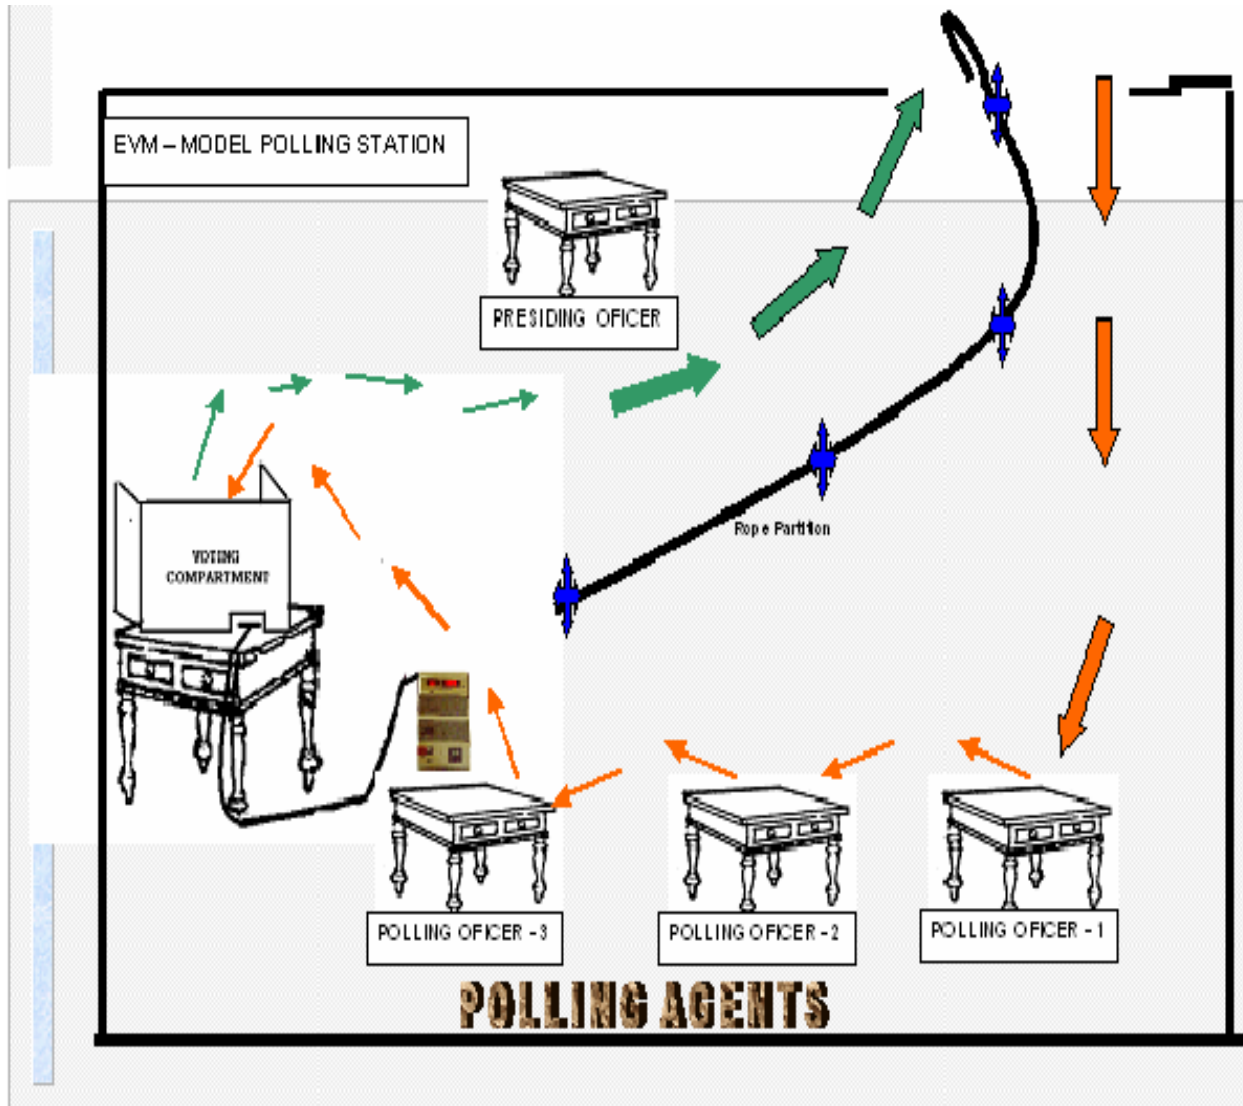 EVM – MODEL POLLING STATION
PRESIDING OFICER
VOTING
COMPARTMENT
Rope Partition
POLLING OFICER -3
POLLING OFICER -2
POLLING OFICER -1
POLLING AGENTS